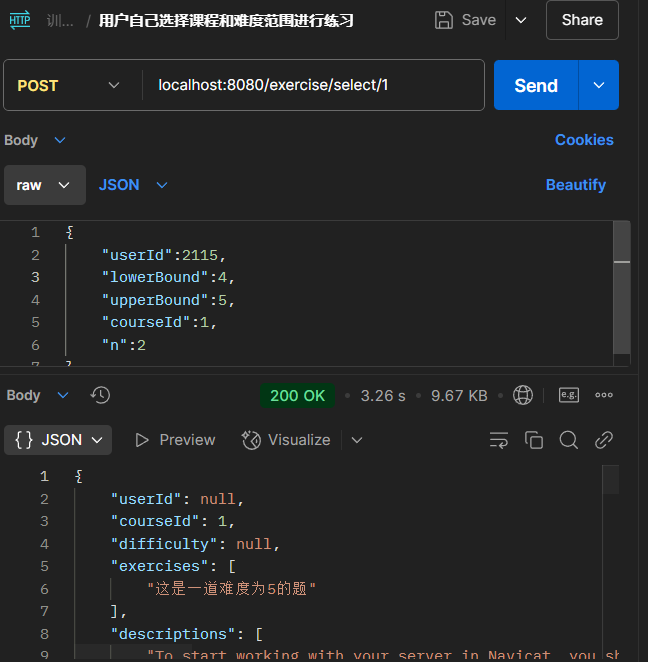 HTTP 训... / 用户自己选择课程和难度范围进行练习 Save Share
POST localhost:8080/exercise/select/1 Send
Body Cookies
raw JSON Beautify
1 {
2 "userId":2115,
3 "lowerBound":4,
4 "upperBound":5,
5 "courseId":1,
6 "n":2
7 }
Body 200 OK • 3.26 s • 9.67 KB • e.g.
{} JSON Preview Visualize
1 {
2 "userId": null,
3 "courseId": 1,
4 "difficulty": null,
5 "exercises": [
6 "这是一道难度为5的题"
7 ],
8 "descriptions": [
9 "To start working with your server in Navicat, you sh